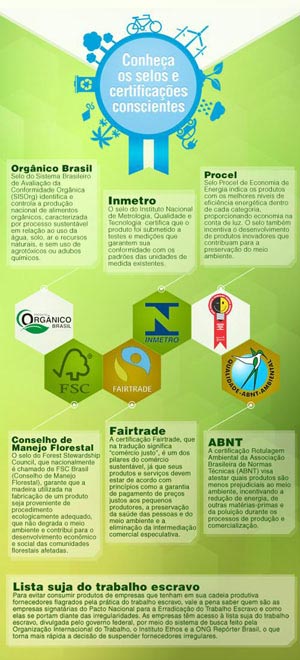 Conheça
os selos e
certificações
conscientes
Orgânico Brasil
Selo do Sistema Brasileiro
de Avaliação da
Conformidade Orgânica
(SISOrg) identifica e
controla a produção
nacional de alimentos
orgânicos, caracterizada
por processo sustentável
em relação ao uso da
água, solo, ar e recursos
naturais, e sem uso de
agrotóxicos ou adubos
químicos.
Inmetro
O selo do Instituto Nacional
de Metrologia, Qualidade e
Tecnologia certifica que o
produto foi submetido a
testes e medições que
garantem sua
conformidade com os
padrões das unidades de
medida existentes.
Procel
Selo Procel de Economia de
Energia indica os produtos
com os melhores níveis de
eficiência energética dentro
de cada categoria,
proporcionando economia
na conta de luz. O selo também
incentiva o desenvolvimento
de produtos inovadores que
contribuem para a
preservação do meio
ambiente.
ORGÂNICO
BRASIL
INMETRO
FSC
FAIRTRADE
QUALIDADE-ABNT-AMBIENTAL
Conselho de
Manejo Florestal
O selo do Forest Stewardship
Council, que nacionalmente
é chamado de FSC Brasil
(Conselho de Manejo
Florestal), garante que a
madeira utilizada na
fabricação de um produto
seja proveniente de
procedimento
ecologicamente adequado,
que não degrada o meio
ambiente e contribui para o
desenvolvimento econômico
e social das comunidades
florestais afetadas.
Fairtrade
A certificação Fairtrade, que
na tradução significa
“comércio justo”, é um dos
pilares do comércio
sustentável, já que seus
produtos e serviços devem
estar de acordo com
princípios como a garantia
de pagamento de preços
justos aos pequenos
produtores, a preservação
da saúde das pessoas e do
meio ambiente e a
eliminação da intermediação
comercial especulativa.
ABNT
A certificação Rotulagem
Ambiental da Associação
Brasileira de Normas
Técnicas (ABNT) visa
atestar quais produtos são
menos prejudiciais ao meio
ambiente, incentivando a
redução de energia, de
outras matérias-primas e
da poluição durante os
processos de produção e
comercialização.
Lista suja do trabalho escravo
Para evitar consumir produtos de empresas que tenham em sua cadeia produtiva
fornecedores flagrados pela prática do trabalho escravo, vale a pena saber quem são as
empresas signatárias do Pacto Nacional para a Erradicação do Trabalho Escravo e como
elas se portam diante das irregularidades. As empresas têm acesso à lista suja do trabalho
escravo, divulgada pelo governo federal, por meio do sistema de busca feito pela
Organização Internacional do Trabalho, o Instituto Ethos e a ONG Repórter Brasil, o que
torna mais rápida a decisão de suspender fornecedores irregulares.